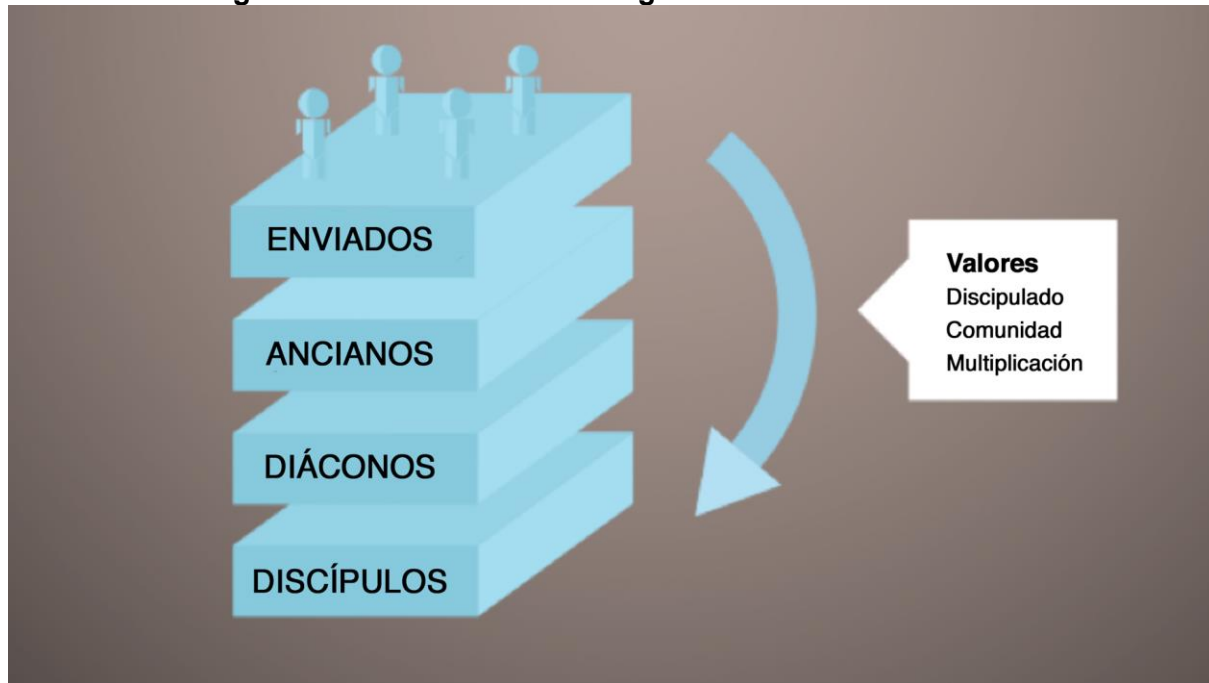 ENVIADOS
ANCIANOS
DIÁCONOS
DISCÍPULOS
Valores
Discipulado
Comunidad
Multiplicación